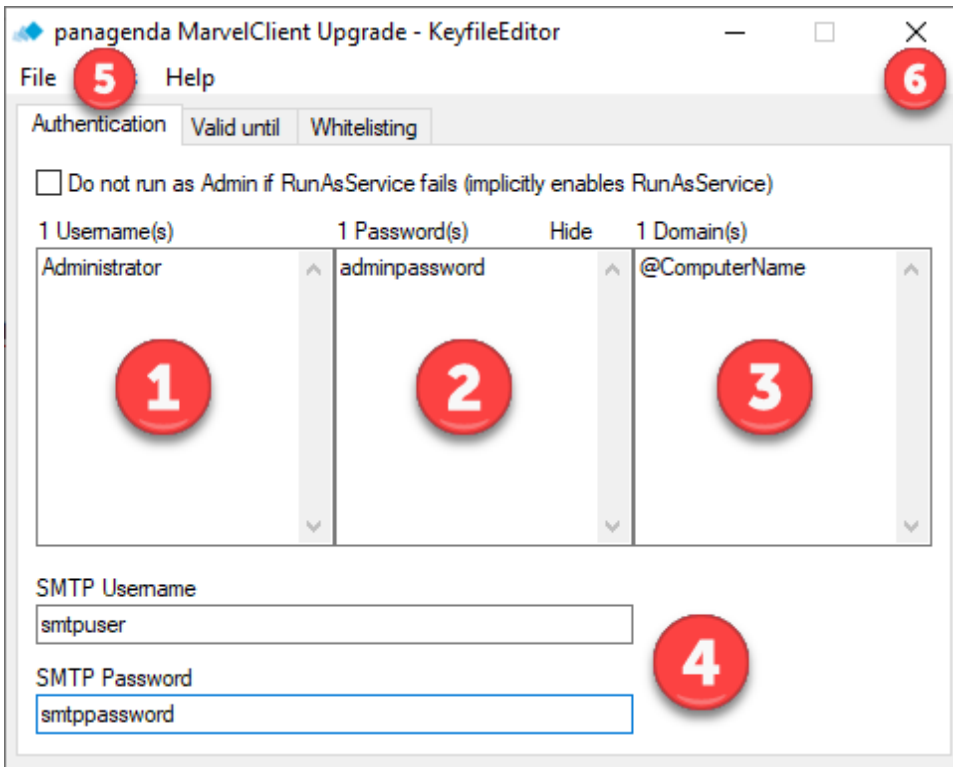 panagenda MarvelClient Upgrade - KeyfileEditor
File 5 Help 6
Authentication Valid until Whitelisting
Do not run as Admin if RunAsService fails (implicitly enables RunAsService)
1 Username(s) 1 Password(s) Hide 1 Domain(s)
Administrator adminpassword @ComputerName
1 2 3
SMTP Username
smtpuser
4
SMTP Password
smtppassword